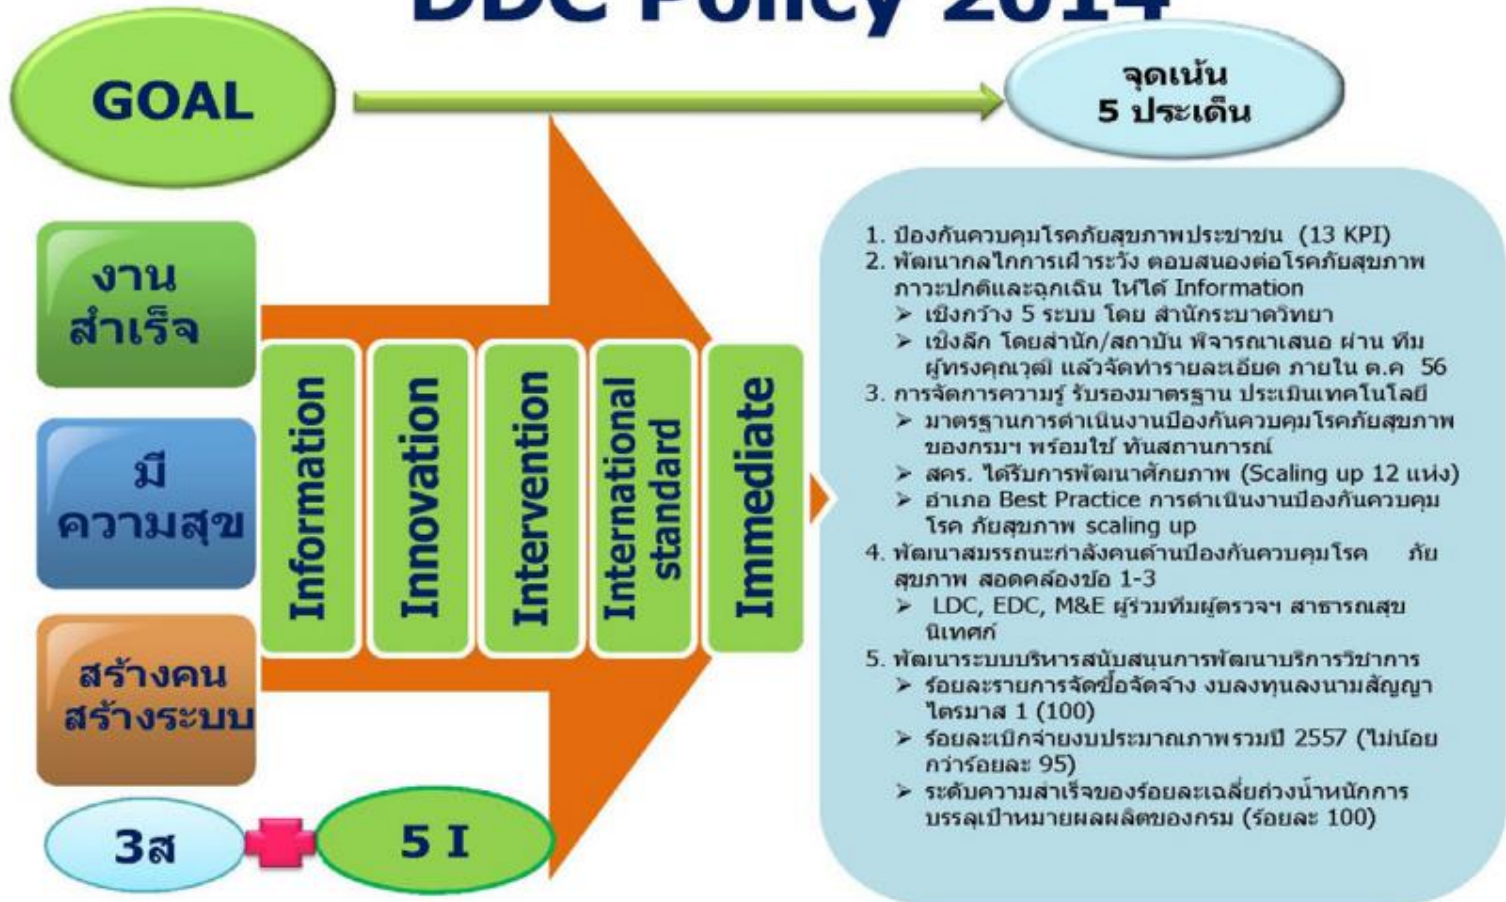 DDC Policy 2014
GOAL
จุดเน้น
5 ประเด็น
งาน
สำเร็จ
มี
ความสุข
สร้างคน
สร้างระบบ
3ส
5 I
Information
Innovation
Intervention
International
standard
Immediate
1. ป้องกันควบคุมโรคภัยสุขภาพประชาชน (13 KPI)
2. พัฒนากลไกการเฝ้าระวัง ตอบสนองต่อโรคภัยสุขภาพ
ภาวะปกติและฉุกเฉิน ให้ได้ Information
➢ เชิงกว้าง 5 ระบบ โดย สำนักระบาดวิทยา
➢ เชิงลึก โดยสำนัก/สถาบัน พิจารณาเสนอ ผ่าน ทีม
ผู้ทรงคุณวุฒิ แล้วจัดทำรายละเอียด ภายใน ต.ค 56
3. การจัดการความรู้ รับรองมาตรฐาน ประเมินเทคโนโลยี
➢ มาตรฐานการดำเนินงานป้องกันควบคุมโรคภัยสุขภาพ
ของกรมฯ พร้อมใช้ ทันสถานการณ์
➢ สคร. ได้รับการพัฒนาศักยภาพ (Scaling up 12 แห่ง)
➢ อำเภอ Best Practice การดำเนินงานป้องกันควบคุม
โรค ภัยสุขภาพ scaling up
4. พัฒนาสมรรถนะกำลังคนด้านป้องกันควบคุมโรค ภัย
สุขภาพ สอดคล้องข้อ 1-3
➢ LDC, EDC, M&E ผู้ร่วมทีมผู้ตรวจฯ สาธารณสุข
นิเทศก์
5. พัฒนาระบบบริหารสนับสนุนการพัฒนาบริการวิชาการ
➢ ร้อยละรายการจัดซื้อจัดจ้าง งบลงทุนลงนามสัญญา
ไตรมาส 1 (100)
➢ ร้อยละเบิกจ่ายงบประมาณภาพรวมปี 2557 (ไม่น้อย
กว่าร้อยละ 95)
➢ ระดับความสำเร็จของร้อยละเฉลี่ยถ่วงน้ำหนักการ
บรรลุเป้าหมายผลผลิตของกรม (ร้อยละ 100)